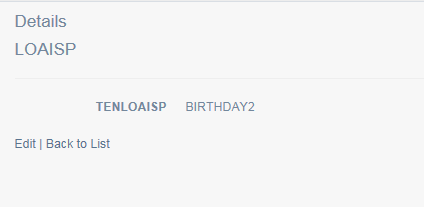 Details
LOAISP
TENLOAISP BIRTHDAY2
Edit | Back to List